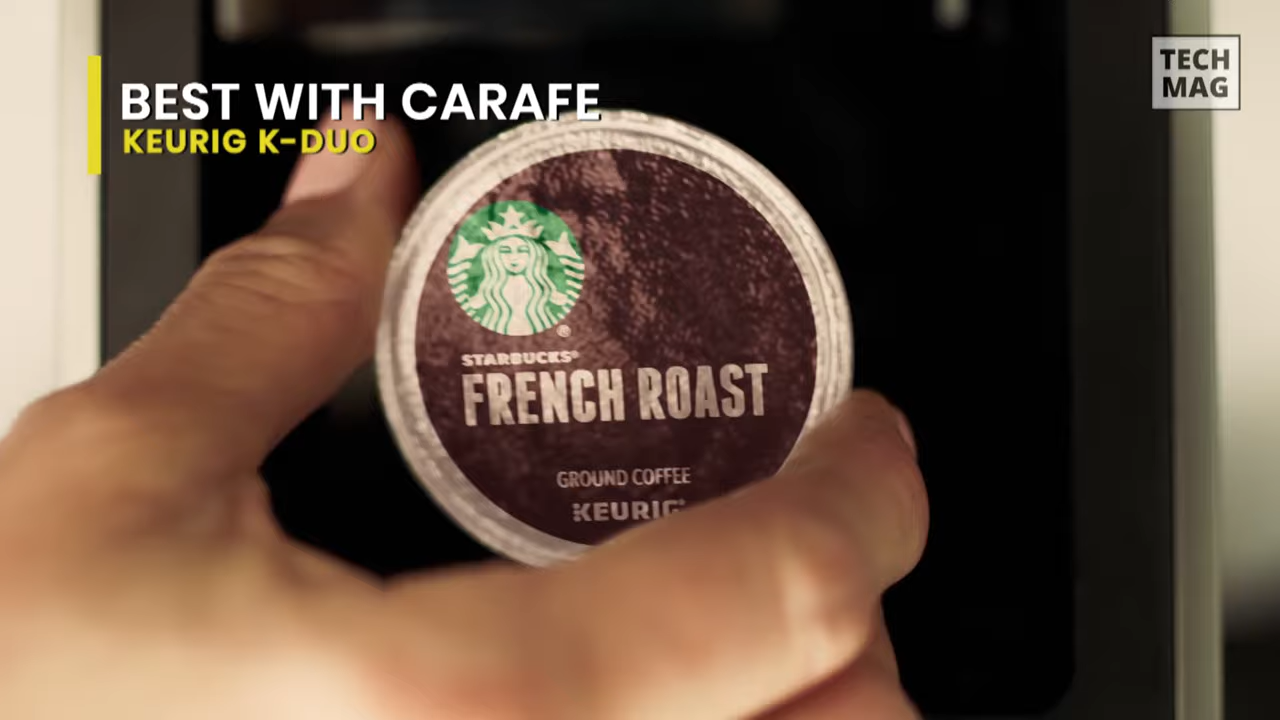 BEST WITH CARAFE
KEURIG K-DUO
TECH
MAG
STARBUCKS®
FRENCH ROAST
GROUND COFFEE
KEURIG®